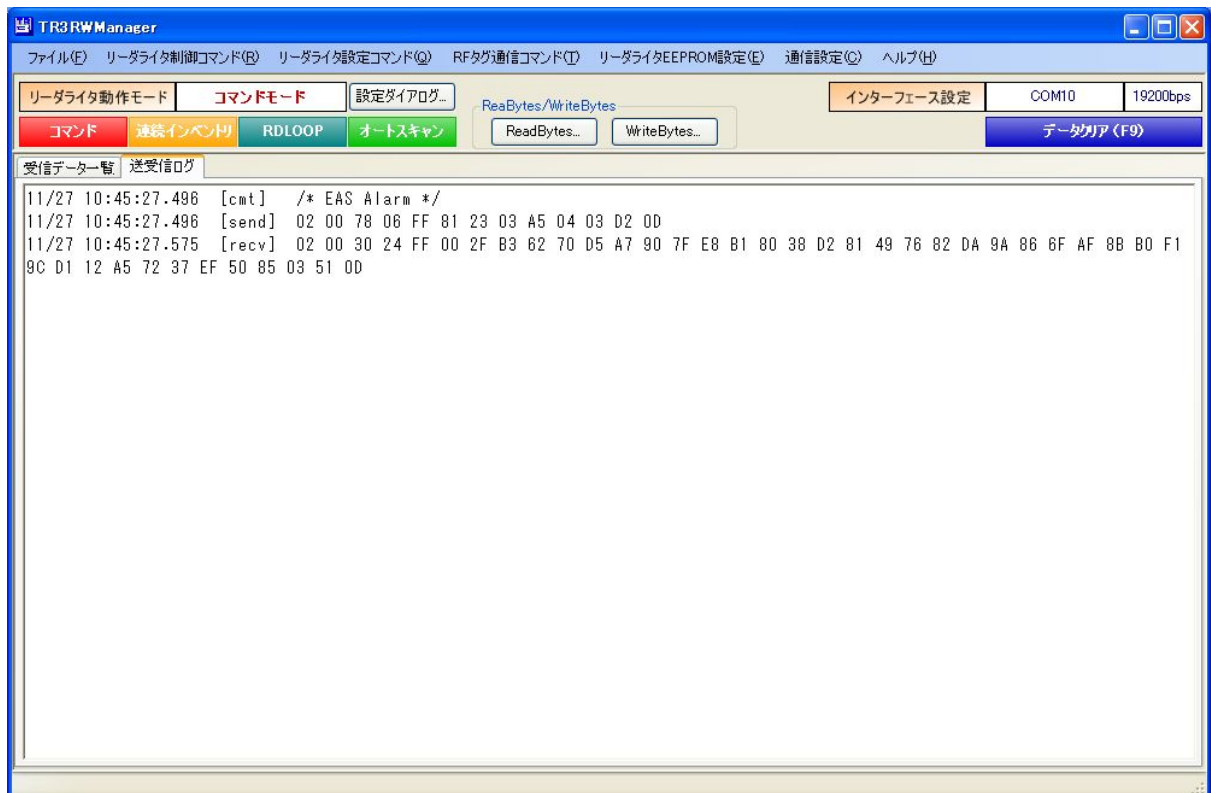 TR3RWManager
ファイル(F) リーダライタ制御コマンド(R) リーダライタ設定コマンド(Q) RFタグ通信コマンド(T) リーダライタEEPROM設定(E) 通信設定(C) ヘルプ(H)
リーダライタ動作モード コマンドモード 設定ダイアログ... ReaBytes/WriteBytes インターフェース設定 COM10 19200bps
コマンド 連続インベントリ RDLOOP オートスキャン ReadBytes... WriteBytes... データクリア (F9)
受信データ一覧 送受信ログ
11/27 10:45:27.496 [cmt] /* EAS Alarm */
11/27 10:45:27.496 [send] 02 00 78 06 FF 81 23 03 A5 04 03 D2 0D
11/27 10:45:27.575 [recv] 02 00 30 24 FF 00 2F B3 62 70 D5 A7 90 7F E8 B1 80 38 D2 81 49 76 82 DA 9A 86 6F AF 8B B0 F1
9C D1 12 A5 72 37 EF 50 85 03 51 0D